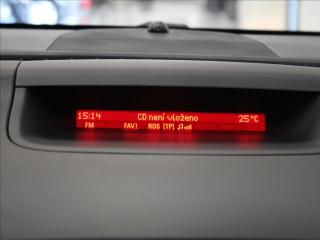 15:14 CD není vloženo 25°C
FM FAV1 RDS [TP]